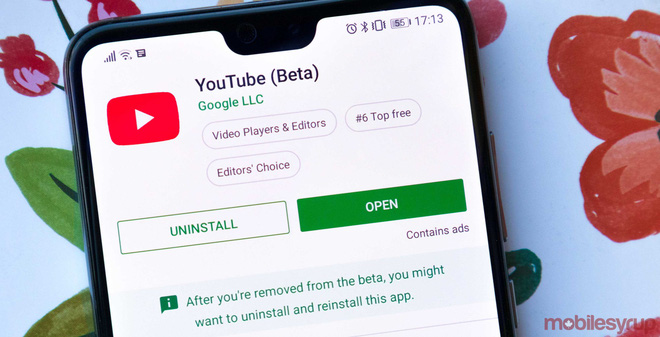 55 17:13
YouTube (Beta)
Google LLC
Video Players & Editors
#6 Top free
Editors' Choice
UNINSTALL
OPEN
Contains ads
After you're removed from the beta, you might
want to uninstall and reinstall this app.
mobilesyrup